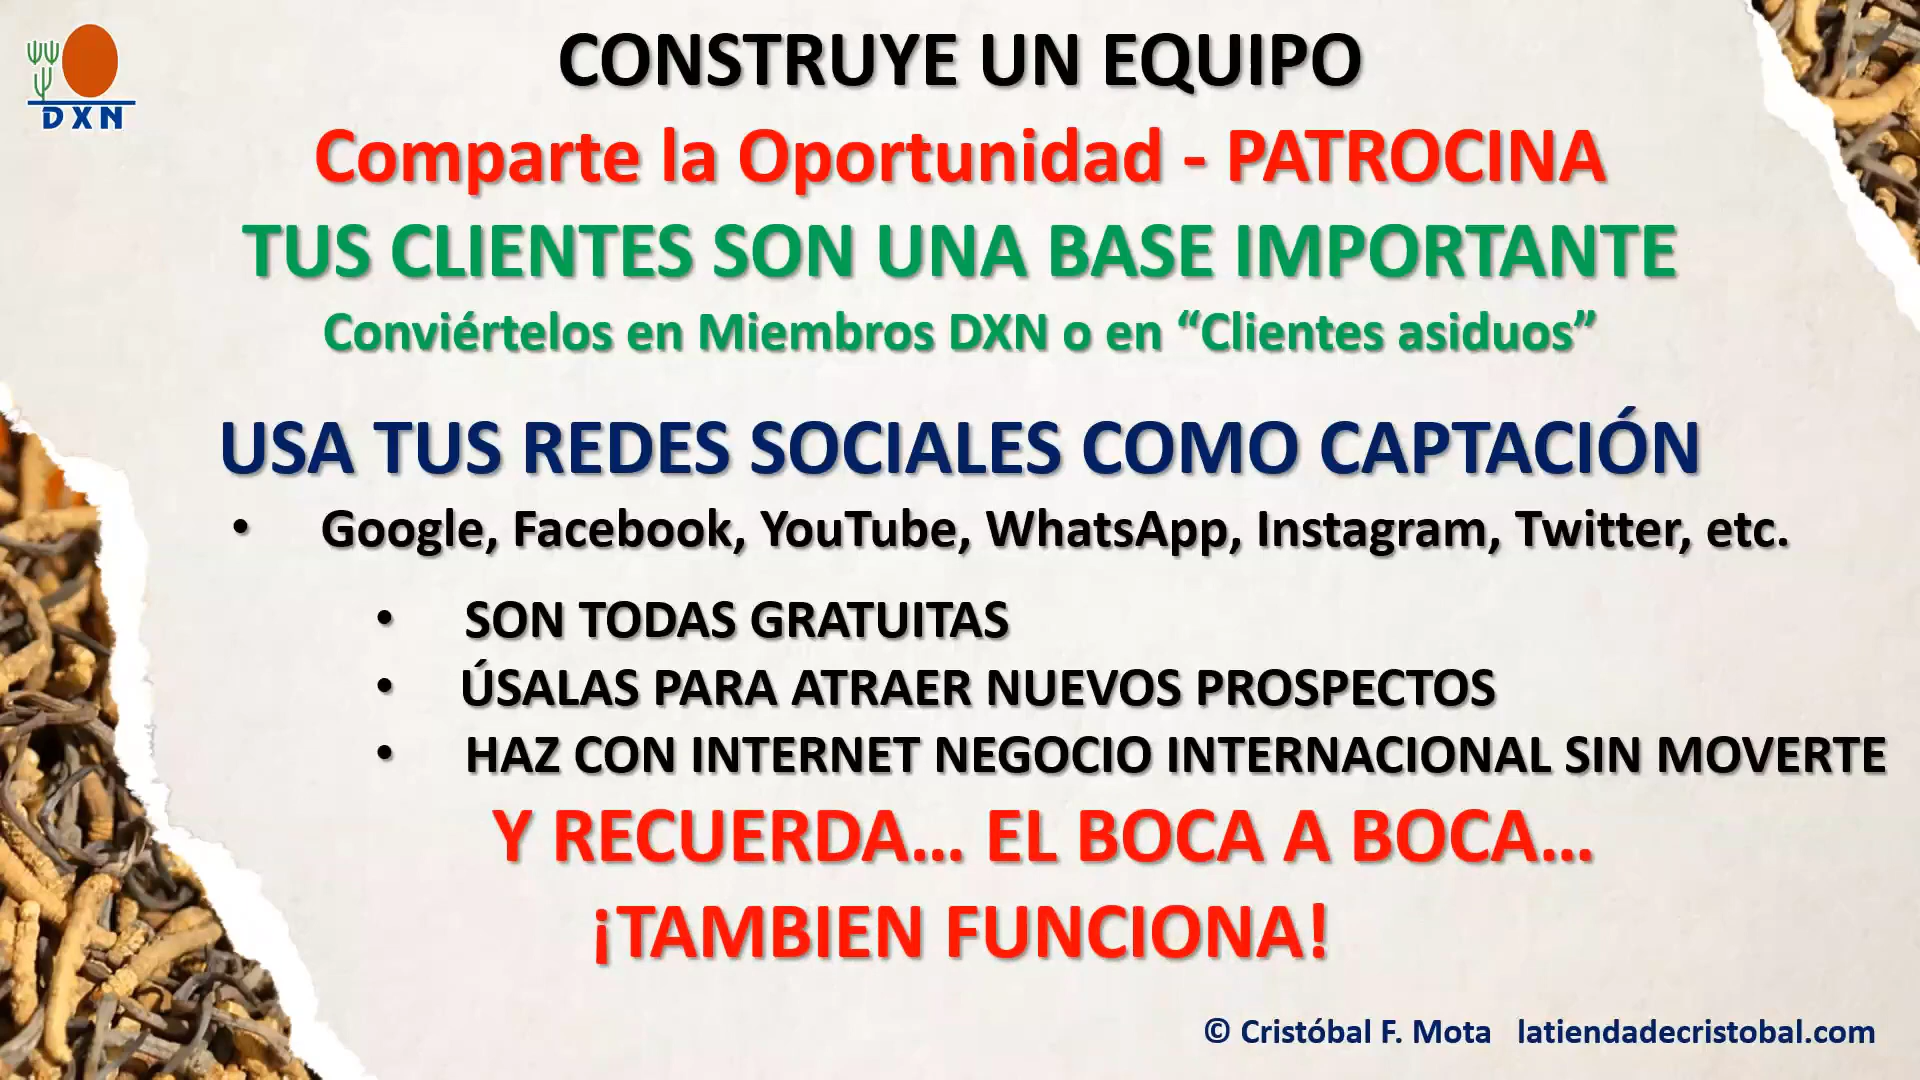 DXN
CONSTRUYE UN EQUIPO
Comparte la Oportunidad - PATROCINA
TUS CLIENTES SON UNA BASE IMPORTANTE
Conviértelos en Miembros DXN o en “Clientes asiduos”
USA TUS REDES SOCIALES COMO CAPTACIÓN
• Google, Facebook, YouTube, WhatsApp, Instagram, Twitter, etc.
• SON TODAS GRATUITAS
• ÚSALAS PARA ATRAER NUEVOS PROSPECTOS
• HAZ CON INTERNET NEGOCIO INTERNACIONAL SIN MOVERTE
Y RECUERDA... EL BOCA A BOCA...
¡TAMBIEN FUNCIONA!
© Cristóbal F. Mota latiendadecristobal.com